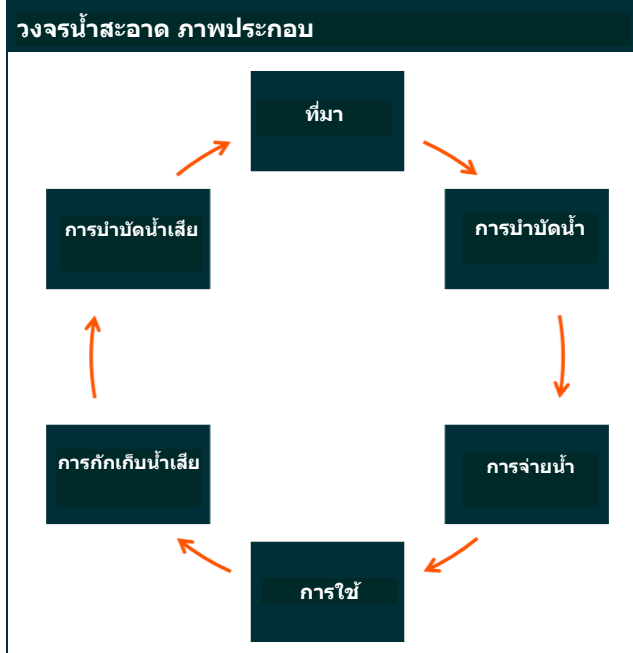 วงจรน้ำสะอาด ภาพประกอบ
ที่มา
การบำบัดน้ำ
การจ่ายน้ำ
การใช้
การกักเก็บน้ำเสีย
การบำบัดน้ำเสีย